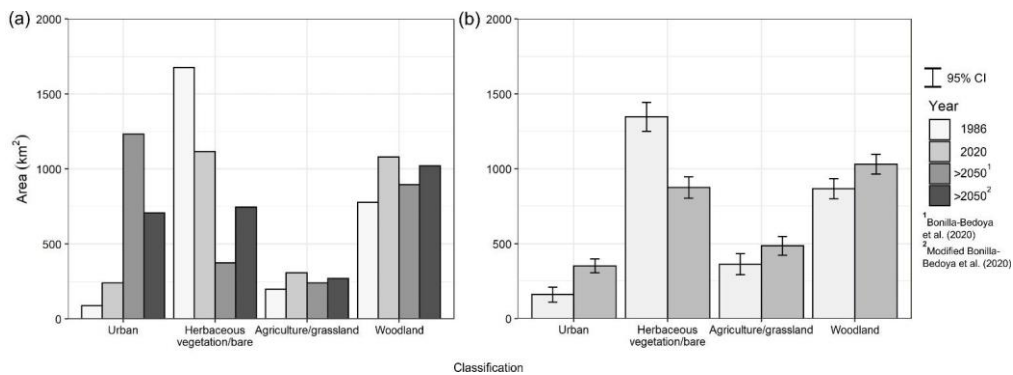 (a)
2000
1500
1000
500
0
Area (km²)
Urban
Herbaceous
vegetation/bare
Agriculture/grassland
Woodland
(b)
2000
1500
1000
500
0
Urban
Herbaceous
vegetation/bare
Agriculture/grassland
Woodland
Classification
95% CI
Year
1986
2020
>2050¹
>2050²
¹Bonilla-Bedoya
et al. (2020)
²Modified Bonilla-
Bedoya et al. (2020)